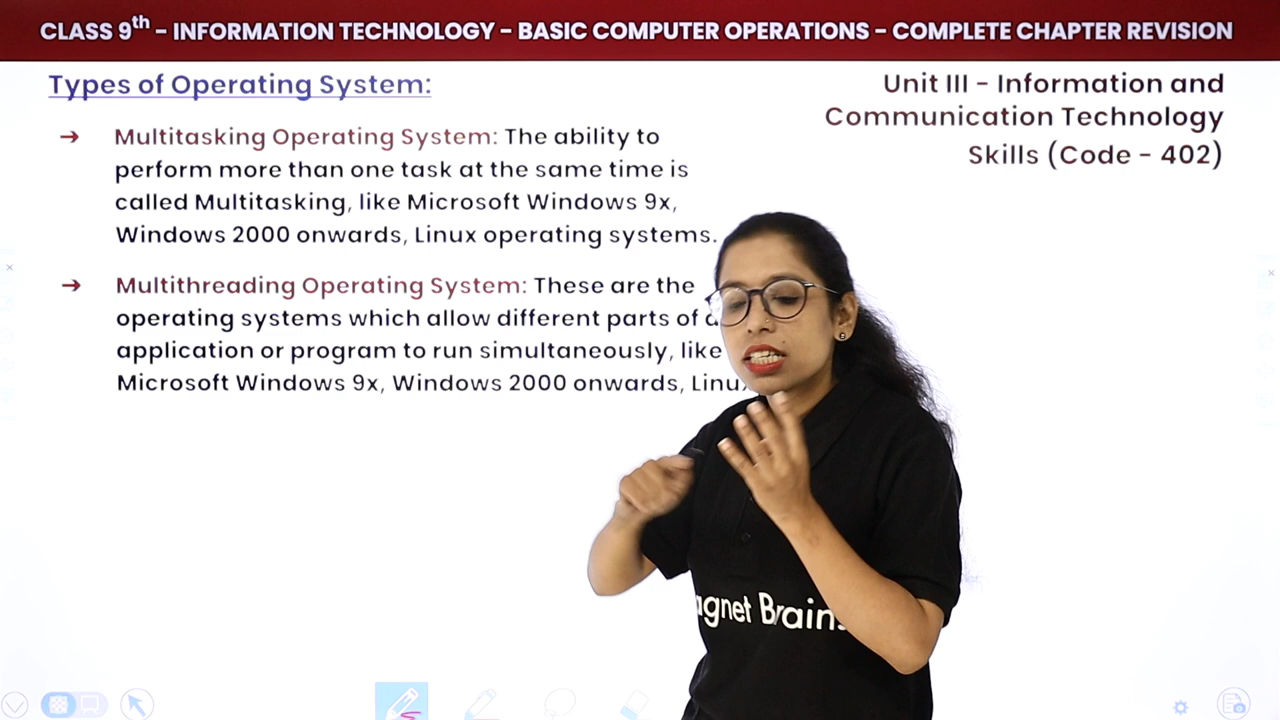 CLASS 9th - INFORMATION TECHNOLOGY - BASIC COMPUTER OPERATIONS - COMPLETE CHAPTER REVISION
Types of Operating System:
Unit III - Information and
Communication Technology
Skills (Code - 402)
➔ Multitasking Operating System: The ability to
perform more than one task at the same time is
called Multitasking, like Microsoft Windows 9x,
Windows 2000 onwards, Linux operating systems.
➔ Multithreading Operating System: These are the
operating systems which allow different parts of
application or program to run simultaneously, like
Microsoft Windows 9x, Windows 2000 onwards,
agnet Brains